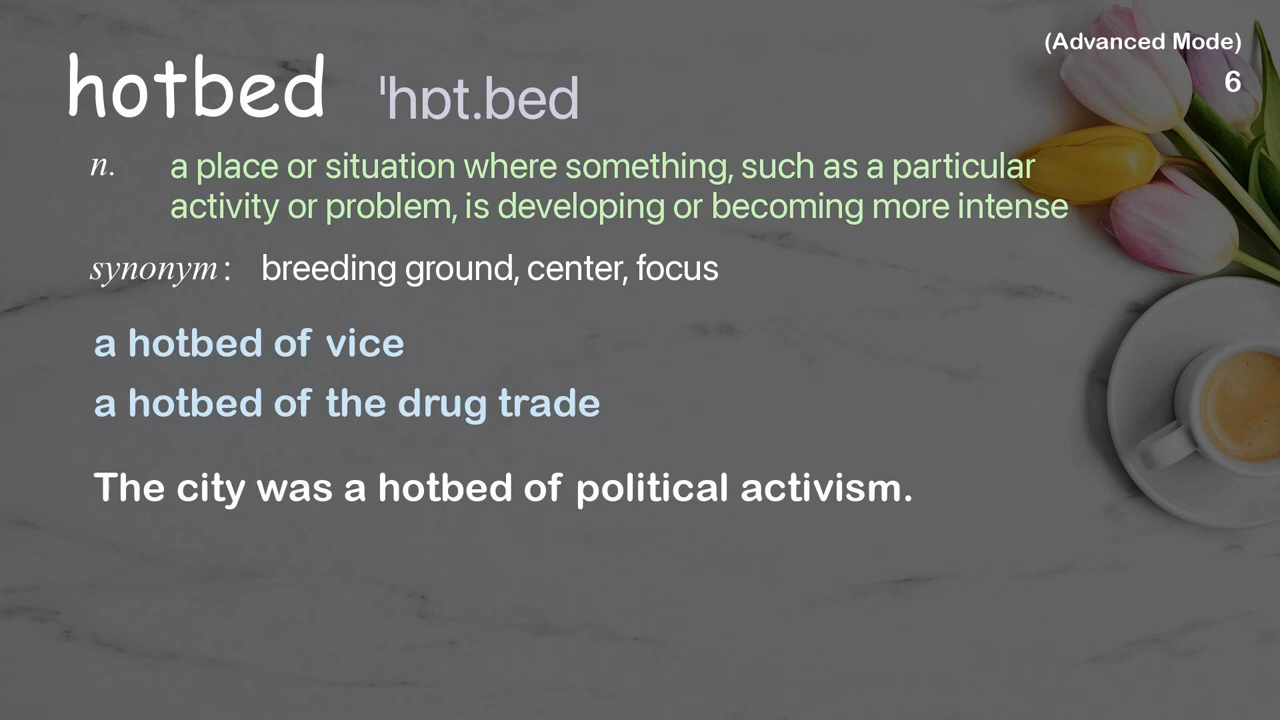 (Advanced Mode)
6
hotbed ˈhɒt.bed
n. a place or situation where something, such as a particular
activity or problem, is developing or becoming more intense
synonym: breeding ground, center, focus
a hotbed of vice
a hotbed of the drug trade
The city was a hotbed of political activism.